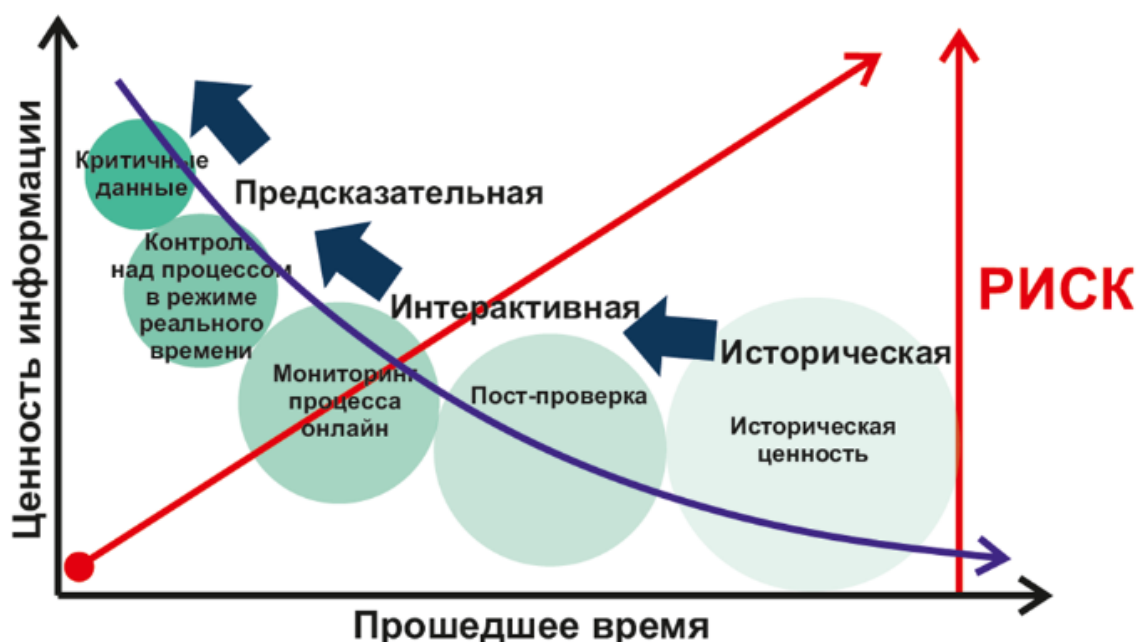 Ценность информации
Критичные
данные
Предсказательная
Контроль
над процессом
в режиме
реального
времени
Интерактивная
РИСК
Историческая
Мониторинг
процесса
онлайн
Пост-проверка
Историческая
ценность
Прошедшее время